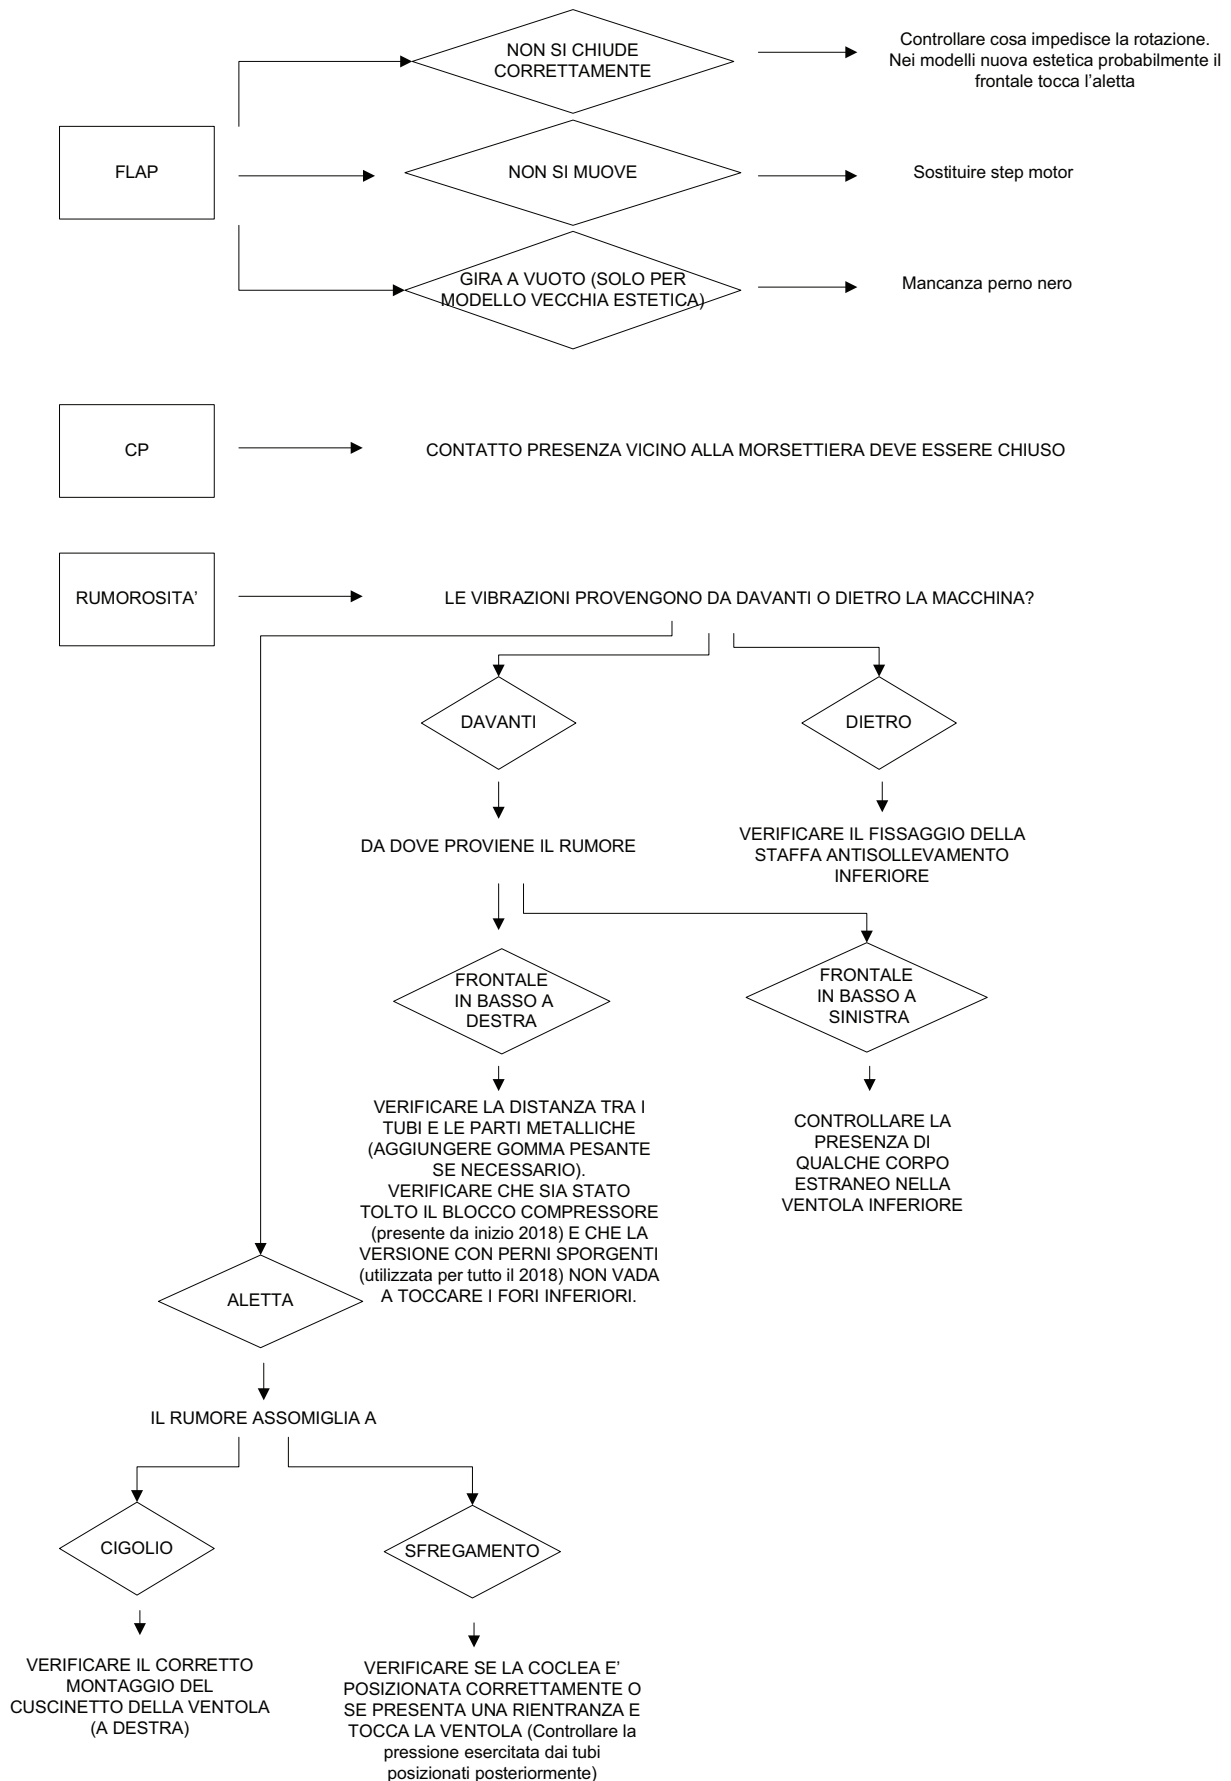 NON SI CHIUDE
CORRETTAMENTE
Controllare cosa impedisce la rotazione.
Nei modelli nuova estetica probabilmente il
frontale tocca l'aletta
FLAP
NON SI MUOVE
Sostituire step motor
GIRA A VUOTO (SOLO PER
MODELLO VECCHIA ESTETICA)
Mancanza perno nero
CP
CONTATTO PRESENZA VICINO ALLA MORSETTIERA DEVE ESSERE CHIUSO
RUMOROSITA'
LE VIBRAZIONI PROVENGONO DA DAVANTI O DIETRO LA MACCHINA?
DAVANTI
DIETRO
DA DOVE PROVIENE IL RUMORE
VERIFICARE IL FISSAGGIO DELLA
STAFFA ANTISOLLEVAMENTO
INFERIORE
FRONTALE
IN BASSO A
DESTRA
FRONTALE
IN BASSO A
SINISTRA
VERIFICARE LA DISTANZA TRA I
TUBI E LE PARTI METALLICHE
(AGGIUNGERE GOMMA PESANTE
SE NECESSARIO).
VERIFICARE CHE SIA STATO
TOLTO IL BLOCCO COMPRESSORE
(presente da inizio 2018) E CHE LA
VERSIONE CON PERNI SPORGENTI
(utilizzata per tutto il 2018) NON VADA
A TOCCARE I FORI INFERIORI.
CONTROLLARE LA
PRESENZA DI
QUALCHE CORPO
ESTRANEO NELLA
VENTOLA INFERIORE
ALETTA
IL RUMORE ASSOMIGLIA A
CIGOLIO
SFREGAMENTO
VERIFICARE IL CORRETTO
MONTAGGIO DEL
CUSCINETTO DELLA VENTOLA
(A DESTRA)
VERIFICARE SE LA COCLEA E'
POSIZIONATA CORRETTAMENTE O
SE PRESENTA UNA RIENTRANZA E
TOCCA LA VENTOLA (Controllare la
pressione esercitata dai tubi
posizionati posteriormente)